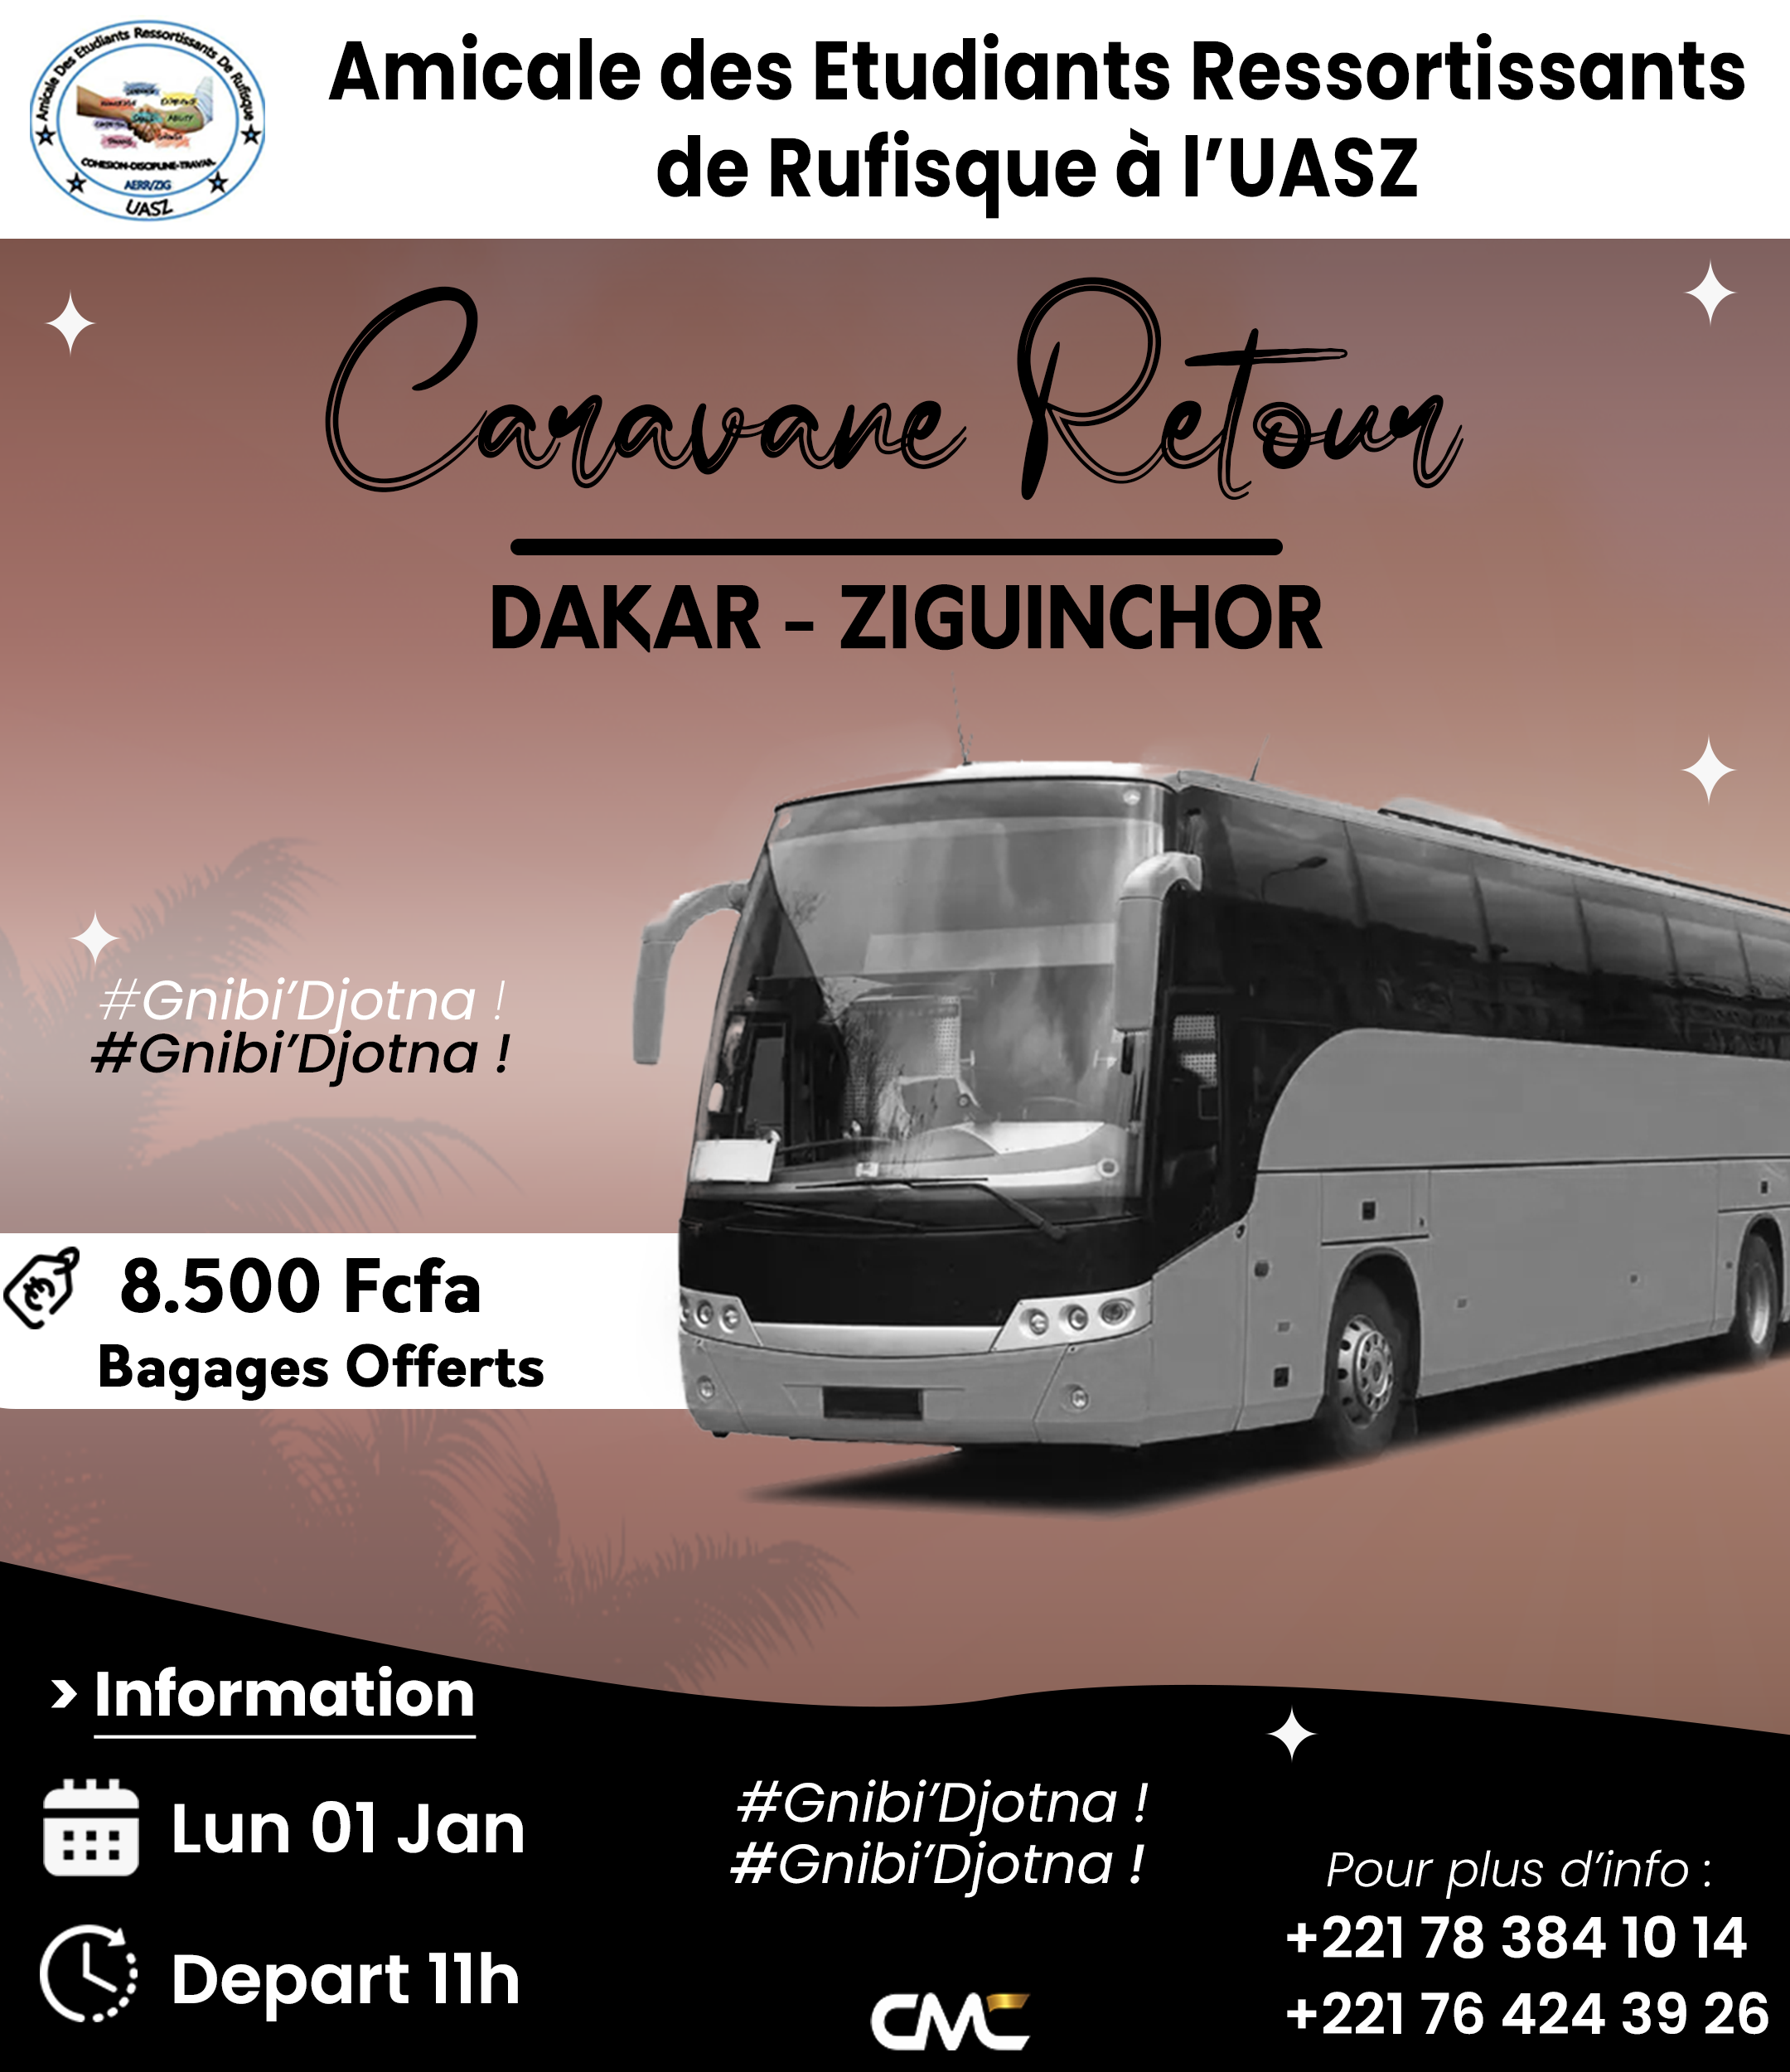 Amicale Des Etudiants Ressortissants De Rufisque
COHESION-DISCIPLINE-TRAVAIL
AERR/ZIG
UASZ
Amicale des Etudiants Ressortissants
de Rufisque à l’UASZ
Caravane Retour
DAKAR - ZIGUINCHOR
#Gnibi’Djotna !
#Gnibi’Djotna !
8.500 Fcfa
Bagages Offerts
> Information
Lun 01 Jan
Depart 11h
#Gnibi’Djotna !
#Gnibi’Djotna !
CMC
Pour plus d’info :
+221 78 384 10 14
+221 76 424 39 26